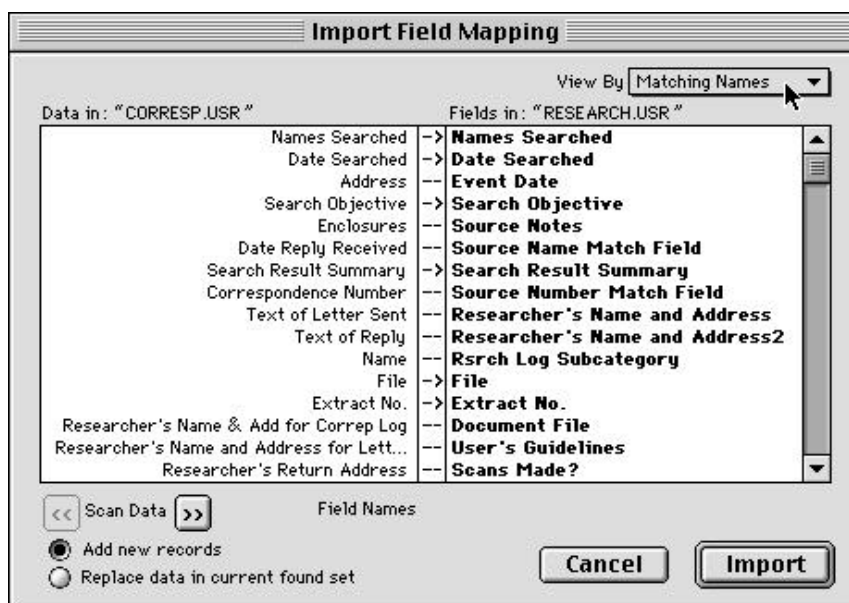 Import Field Mapping
View By Matching Names
Data in: "CORRESP.USR" Fields in: "RESEARCH.USR"
Names Searched -> Names Searched
Date Searched -> Date Searched
Address -- Event Date
Search Objective -> Search Objective
Enclosures -- Source Notes
Date Reply Received -- Source Name Match Field
Search Result Summary -> Search Result Summary
Correspondence Number -- Source Number Match Field
Text of Letter Sent -- Researcher's Name and Address
Text of Reply -- Researcher's Name and Address2
Name -- Rsrch Log Subcategory
File -> File
Extract No. -> Extract No.
Researcher's Name & Add for Correp Log -- Document File
Researcher's Name and Address for Lett... -- User's Guidelines
Researcher's Return Address -- Scans Made?
<< Scan Data >> Field Names
Add new records
Replace data in current found set
Cancel Import